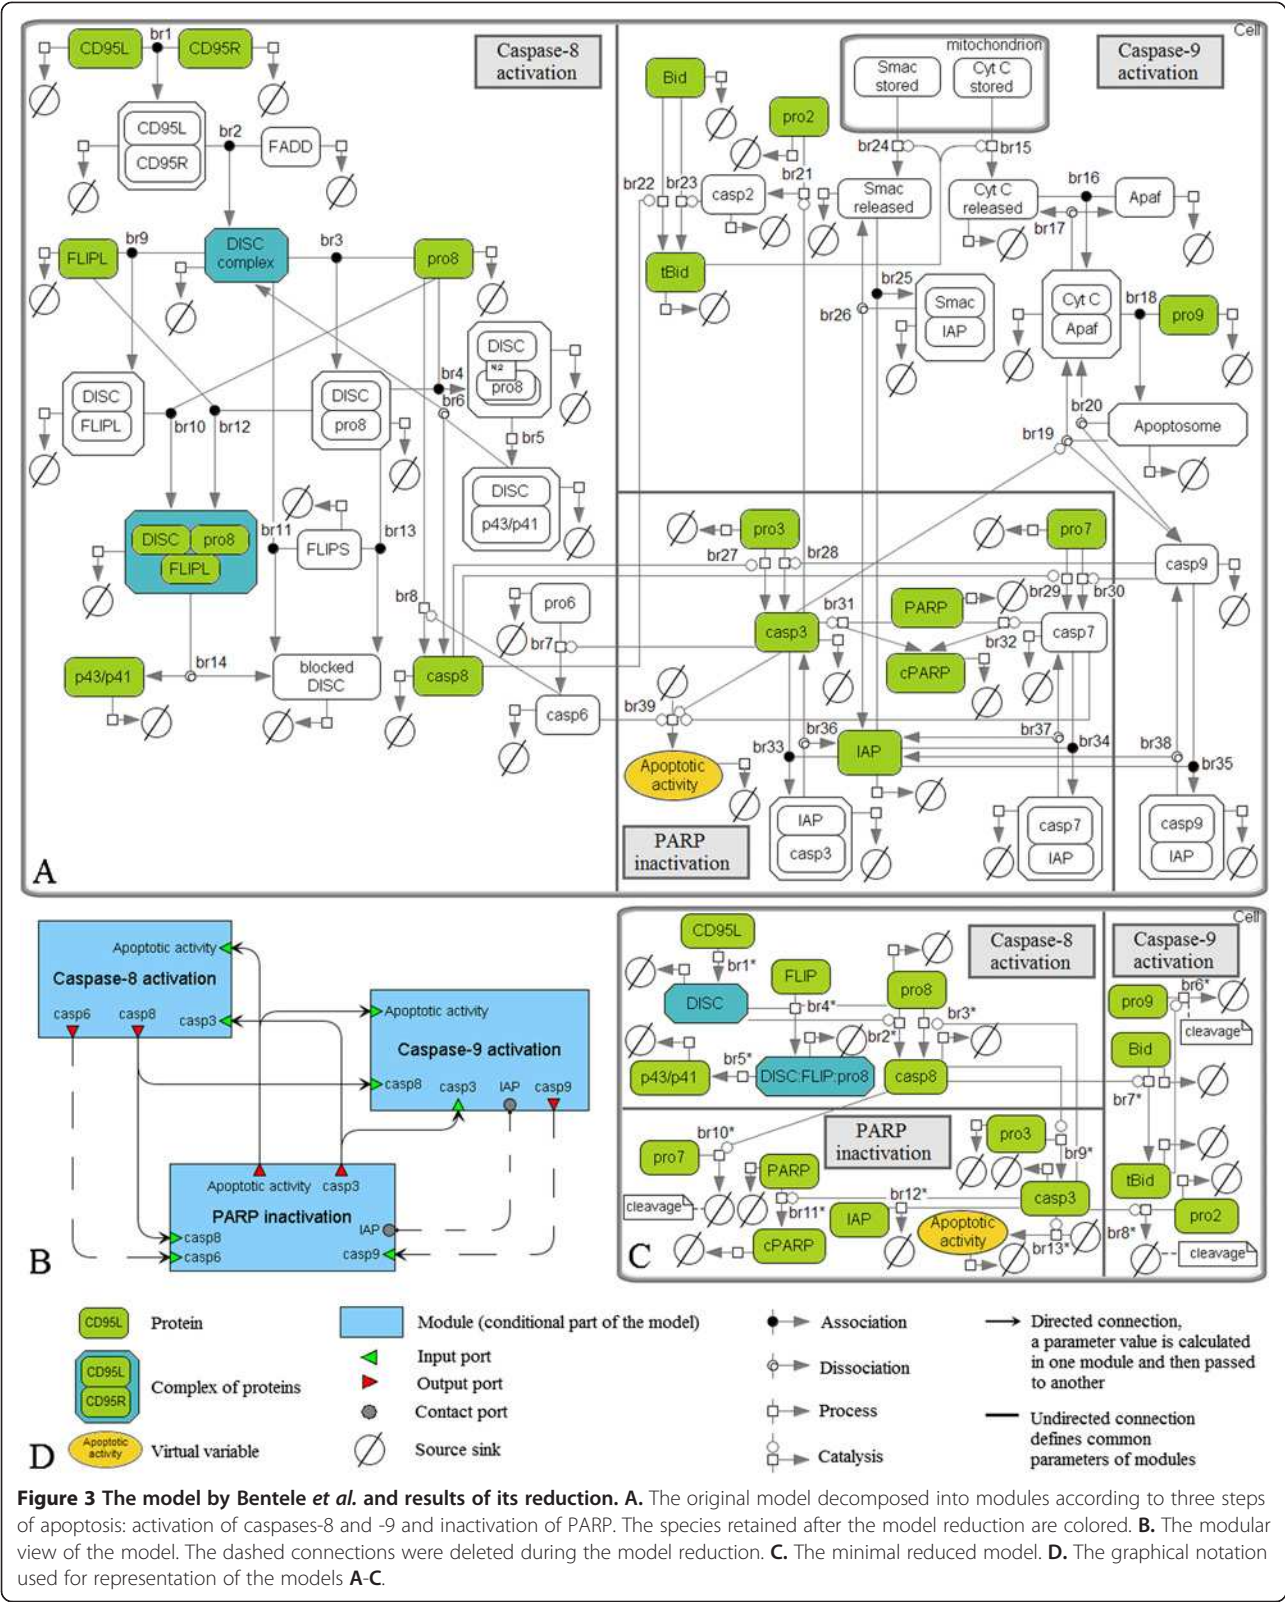 Cell
CD95L
br1
CD95R
Caspase-8
activation
CD95L
CD95R
br2
FADD
FLIPL
br9
DISC
complex
br3
pro8
DISC
FLIPL
br10
br12
DISC
pro8
br4
br6
DISC
N:2
pro8
br5
DISC
p43/p41
DISC
pro8
FLIPL
br11
FLIPS
br13
br8
pro6
br7
p43/p41
br14
blocked
DISC
casp8
casp6
A
mitochondrion
Smac
stored
Cyt C
stored
Caspase-9
activation
Bid
pro2
br24
br15
br22
br23
casp2
br21
Smac
released
Cyt C
released
br16
Apaf
br17
tBid
br25
br26
Smac
IAP
Cyt C
Apaf
br18
pro9
br20
br19
Apoptosome
pro3
pro7
br27
br28
casp9
br29
br30
br31
PARP
br32
casp3
casp7
cPARP
br39
br36
br37
br34
br38
br33
IAP
br35
Apoptotic
activity
PARP
inactivation
IAP
casp3
casp7
IAP
casp9
IAP
Apoptotic activity
Caspase-8 activation
casp6
casp8
casp3
Apoptotic activity
Caspase-9 activation
casp8
casp3
IAP
casp9
Apoptotic activity
casp3
PARP inactivation
IAP
casp8
casp6
casp9
B
Cell
CD95L
br1*
Caspase-8
activation
DISC
FLIP
br4*
pro8
br3*
br2*
br5*
p43/p41
DISC:FLIP:pro8
casp8
Caspase-9
activation
pro9
br6*
cleavage
Bid
br7*
tBid
pro2
br8*
cleavage
br10*
PARP
inactivation
pro3
br9*
pro7
PARP
cleavage
br11*
br12*
casp3
IAP
cPARP
Apoptotic
activity
br13*
C
CD95L
Protein
CD95L
CD95R
Complex of proteins
Apoptotic
activity
Virtual variable
D
Module (conditional part of the model)
Input port
Output port
Contact port
Source sink
Association
Dissociation
Process
Catalysis
Directed connection,
a parameter value is calculated
in one module and then passed
to another
Undirected connection
defines common
parameters of modules
Figure 3 The model by Bentele et al. and results of its reduction. A. The original model decomposed into modules according to three steps
of apoptosis: activation of caspases-8 and -9 and inactivation of PARP. The species retained after the model reduction are colored. B. The modular
view of the model. The dashed connections were deleted during the model reduction. C. The minimal reduced model. D. The graphical notation
used for representation of the models A-C.